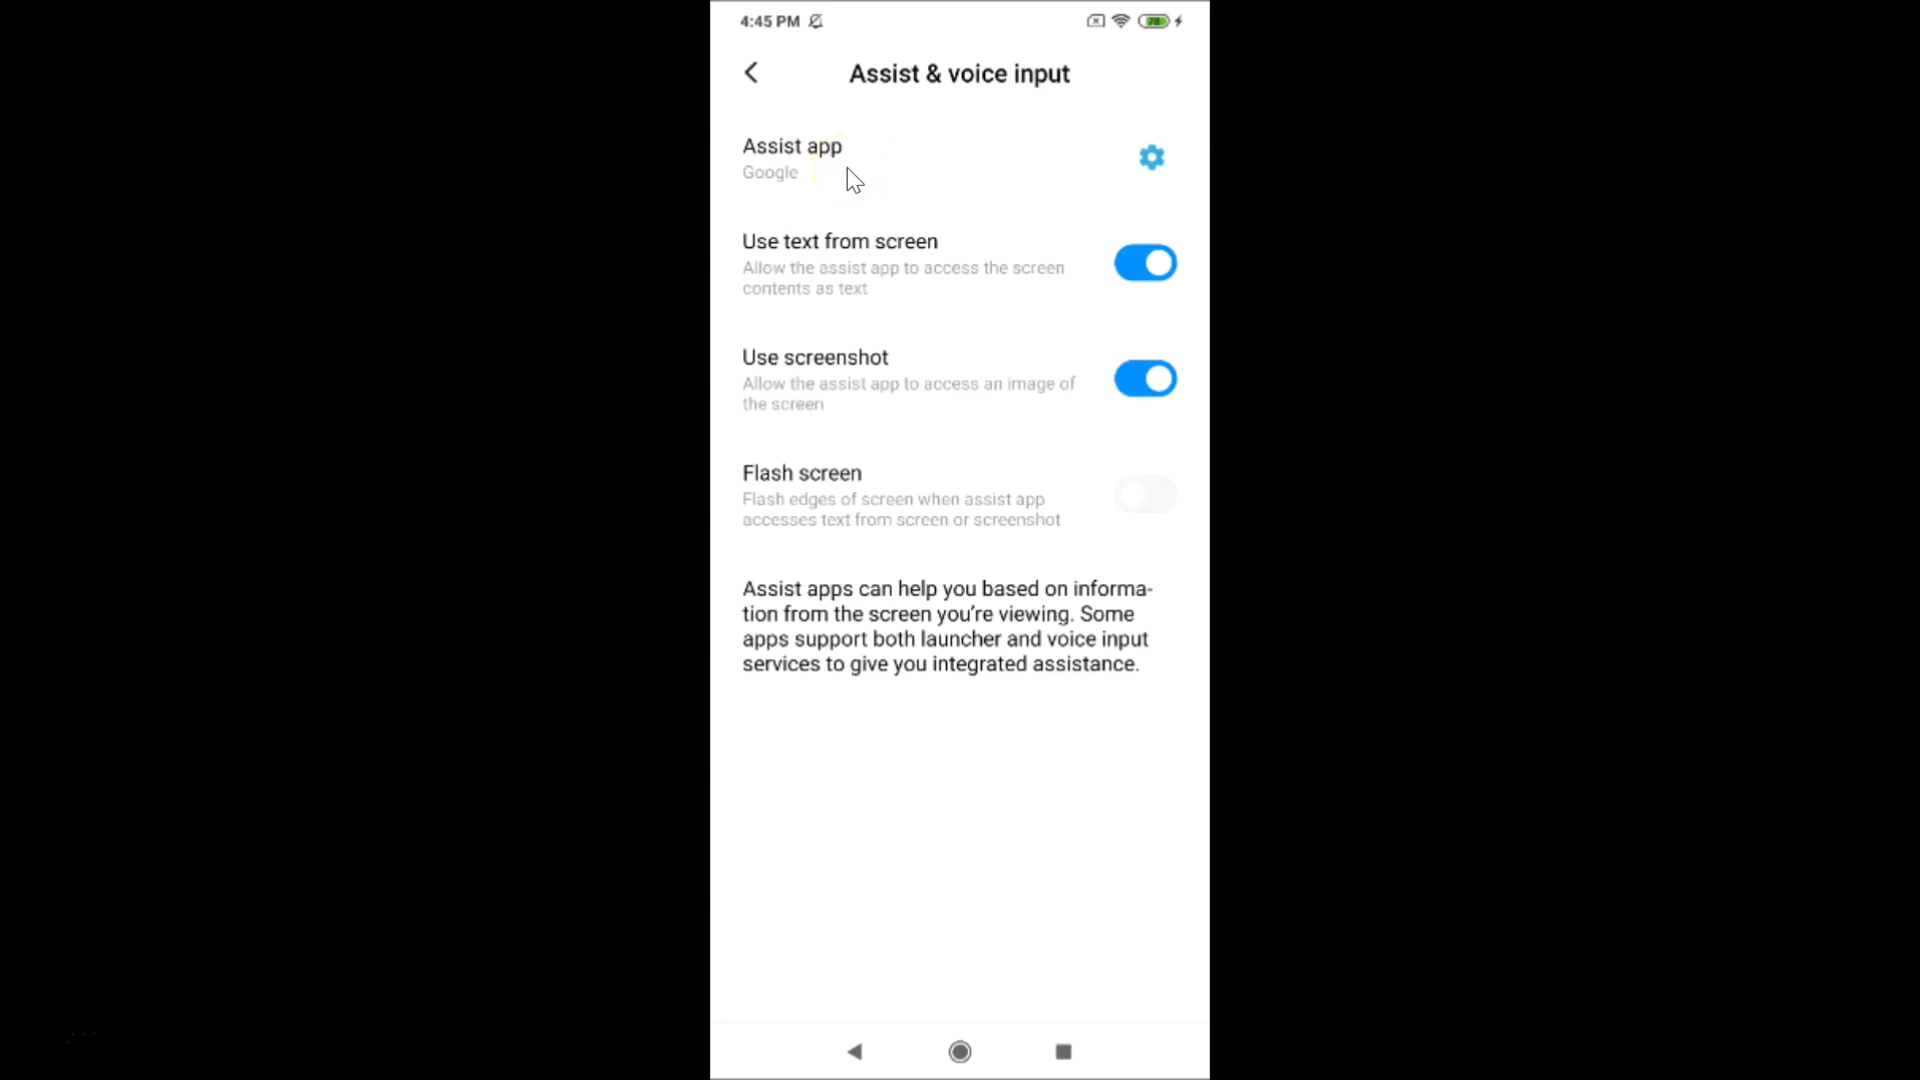 4:45 PM
78
Assist & voice input
Assist app
Google
Use text from screen
Allow the assist app to access the screen
contents as text
Use screenshot
Allow the assist app to access an image of
the screen
Flash screen
Flash edges of screen when assist app
accesses text from screen or screenshot
Assist apps can help you based on informa-
tion from the screen you’re viewing. Some
apps support both launcher and voice input
services to give you integrated assistance.